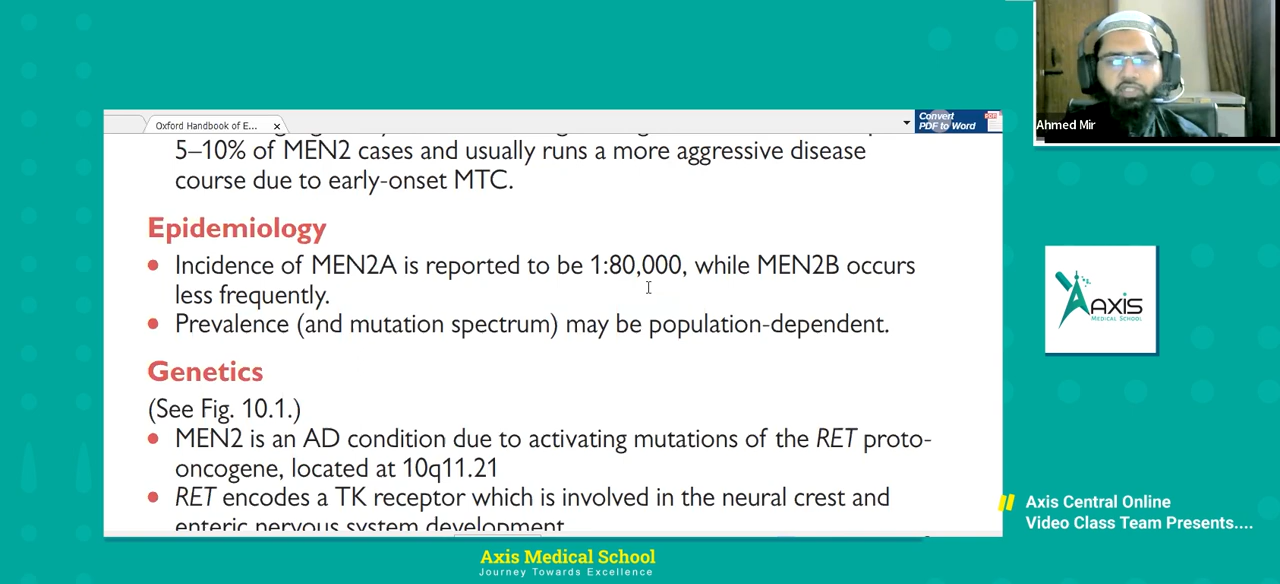 Oxford Handbook of E...
Convert
PDF to Word
PDF
5–10% of MEN2 cases and usually runs a more aggressive disease
course due to early-onset MTC.
Epidemiology
• Incidence of MEN2A is reported to be 1:80,000, while MEN2B occurs
less frequently.
• Prevalence (and mutation spectrum) may be population-dependent.
Genetics
(See Fig. 10.1.)
• MEN2 is an AD condition due to activating mutations of the RET proto-
oncogene, located at 10q11.21
• RET encodes a TK receptor which is involved in the neural crest and
enteric nervous system development
Ahmed Mir
AXIS
MEDICAL SCHOOL
Axis Central Online
Video Class Team Presents....
Axis Medical School
Journey Towards Excellence